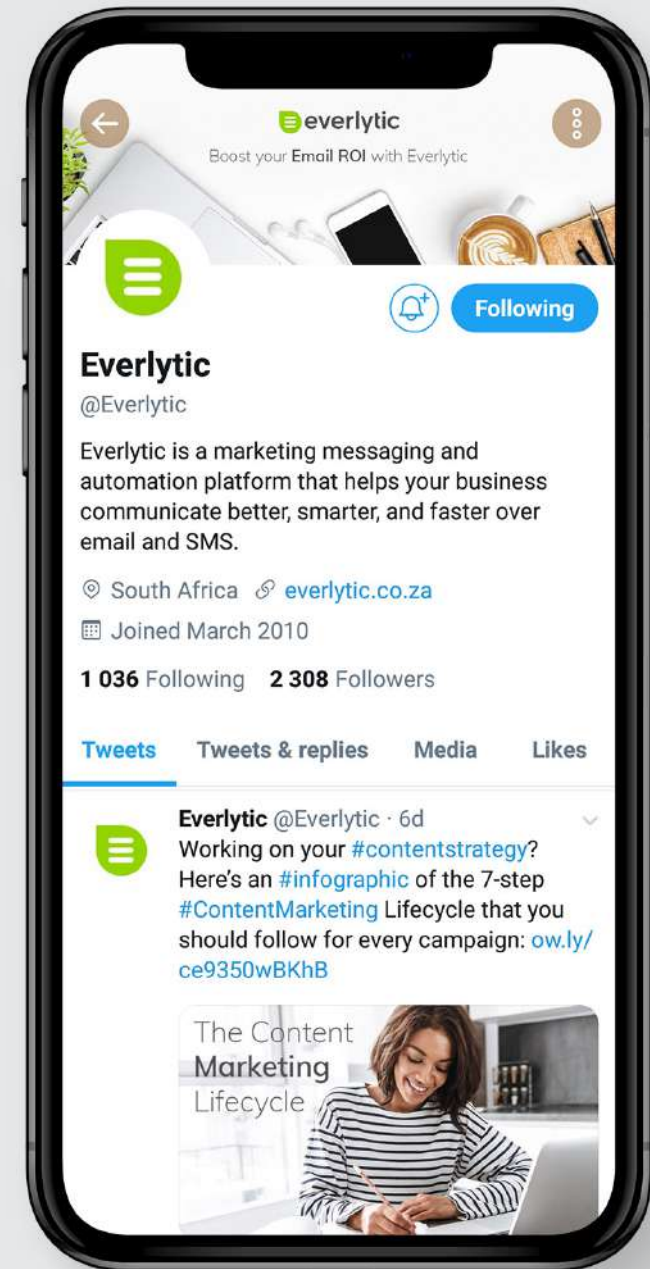 everlytic
Boost your Email ROI with Everlytic
Following
Everlytic
@Everlytic
Everlytic is a marketing messaging and
automation platform that helps your business
communicate better, smarter, and faster over
email and SMS.
South Africa everlytic.co.za
Joined March 2010
1 036 Following 2 308 Followers
Tweets Tweets & replies Media Likes
Everlytic @Everlytic · 6d
Working on your #contentstrategy?
Here’s an #infographic of the 7-step
#ContentMarketing Lifecycle that you
should follow for every campaign: ow.ly/
ce9350wBKhB
The Content
Marketing
Lifecycle